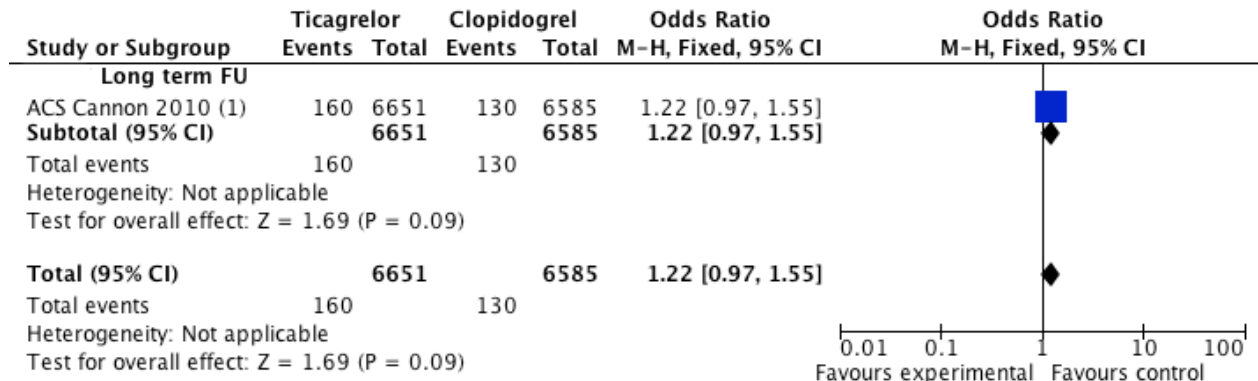 Ticagrelor Clopidogrel Odds Ratio Odds Ratio
Study or Subgroup Events Total Events Total M-H, Fixed, 95% CI M-H, Fixed, 95% CI
Long term FU
ACS Cannon 2010 (1) 160 6651 130 6585 1.22 [0.97, 1.55]
Subtotal (95% CI) 6651 6585 1.22 [0.97, 1.55]
Total events 160 130
Heterogeneity: Not applicable
Test for overall effect: Z = 1.69 (P = 0.09)
Total (95% CI) 6651 6585 1.22 [0.97, 1.55]
Total events 160 130
Heterogeneity: Not applicable
Test for overall effect: Z = 1.69 (P = 0.09)
0.01 0.1 1 10 100
Favours experimental Favours control